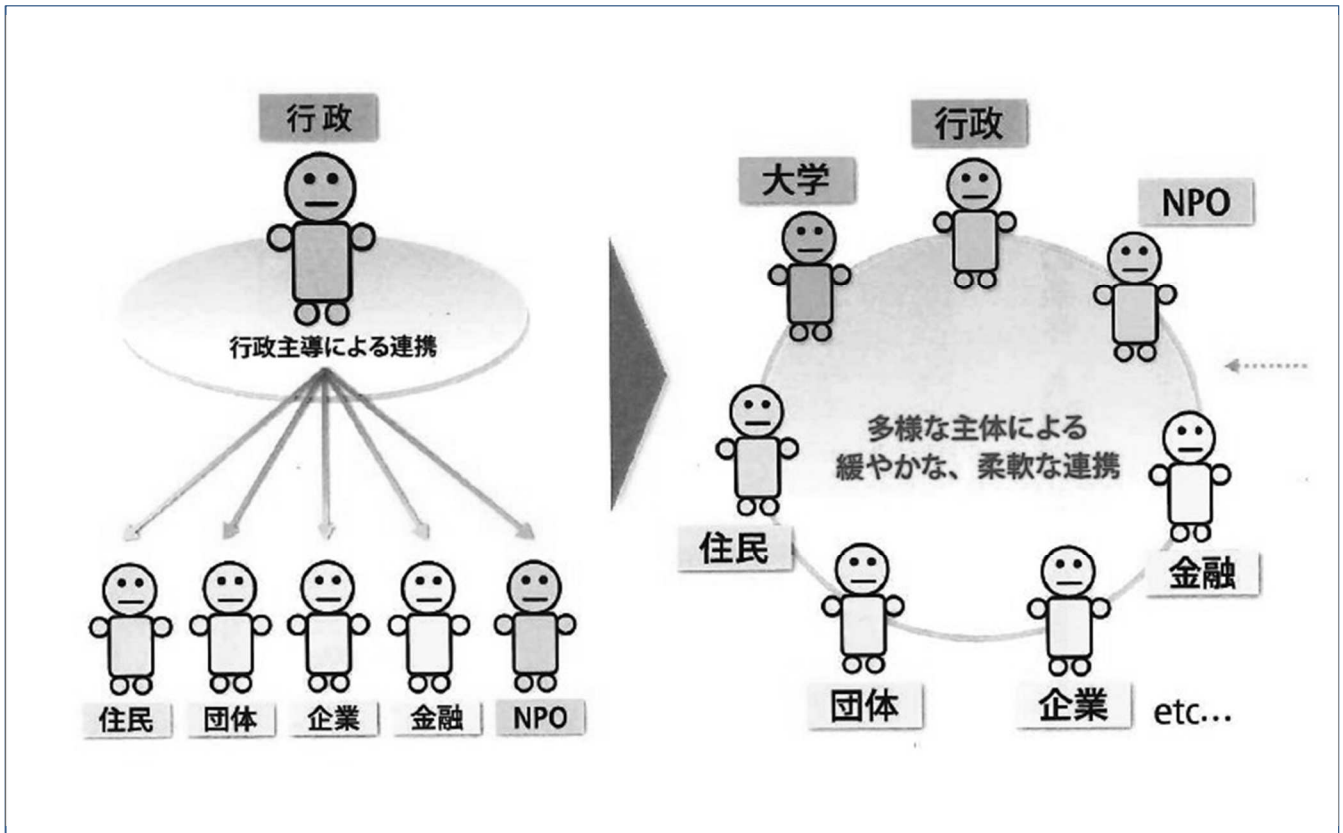 行政
行政主導による連携
住民
団体
企業
金融
NPO
行政
大学
NPO
多様な主体による
緩やかな、柔軟な連携
住民
金融
団体
企業
etc…